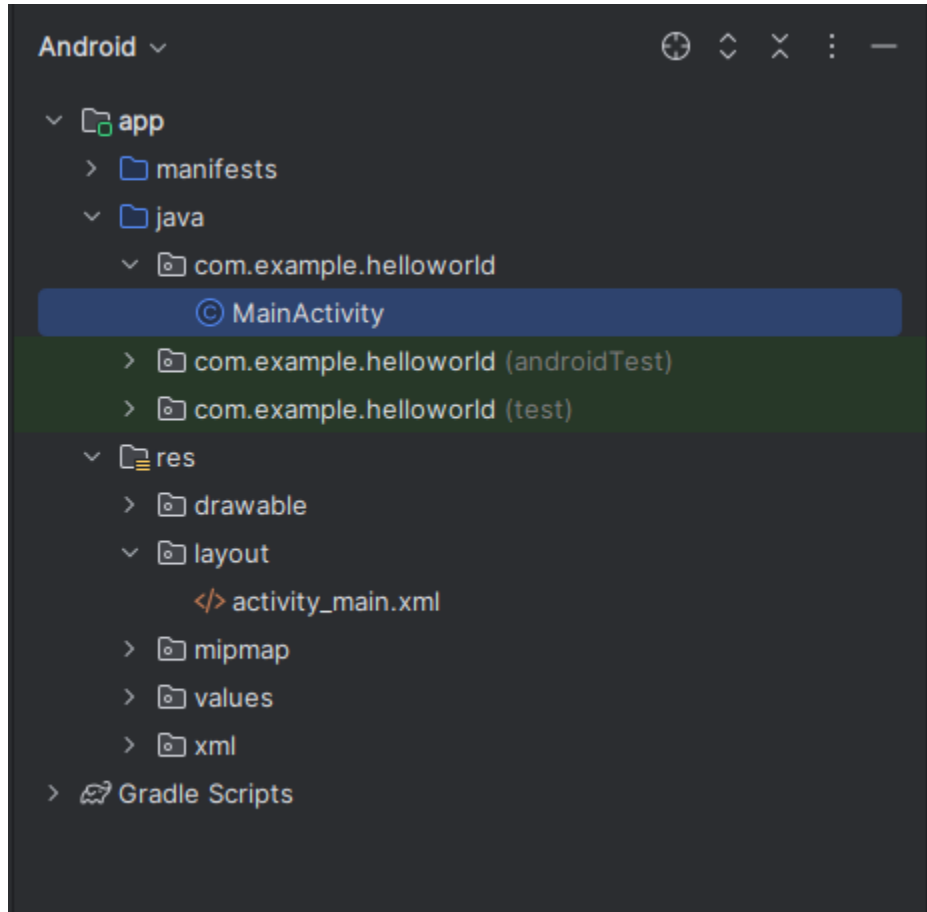 Android
app
manifests
java
com.example.helloworld
MainActivity
com.example.helloworld (androidTest)
com.example.helloworld (test)
res
drawable
layout
activity_main.xml
mipmap
values
xml
Gradle Scripts